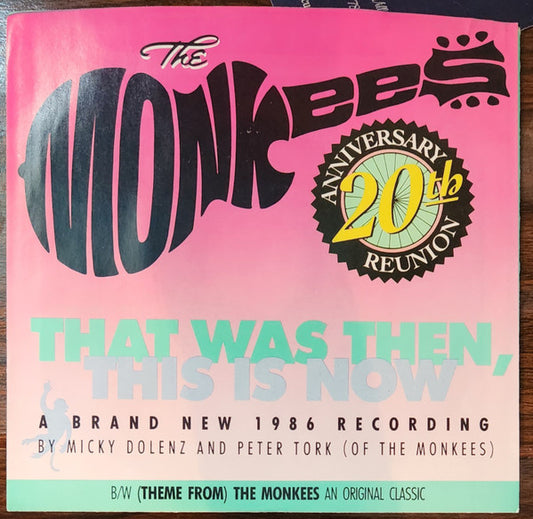 The
MONKees
ANNIVERSARY
20th
REUNION
THAT WAS THEN,
THIS IS NOW
A BRAND NEW 1986 RECORDING
BY MICKY DOLENZ AND PETER TORK (OF THE MONKEES)
B/W (THEME FROM) THE MONKEES AN ORIGINAL CLASSIC